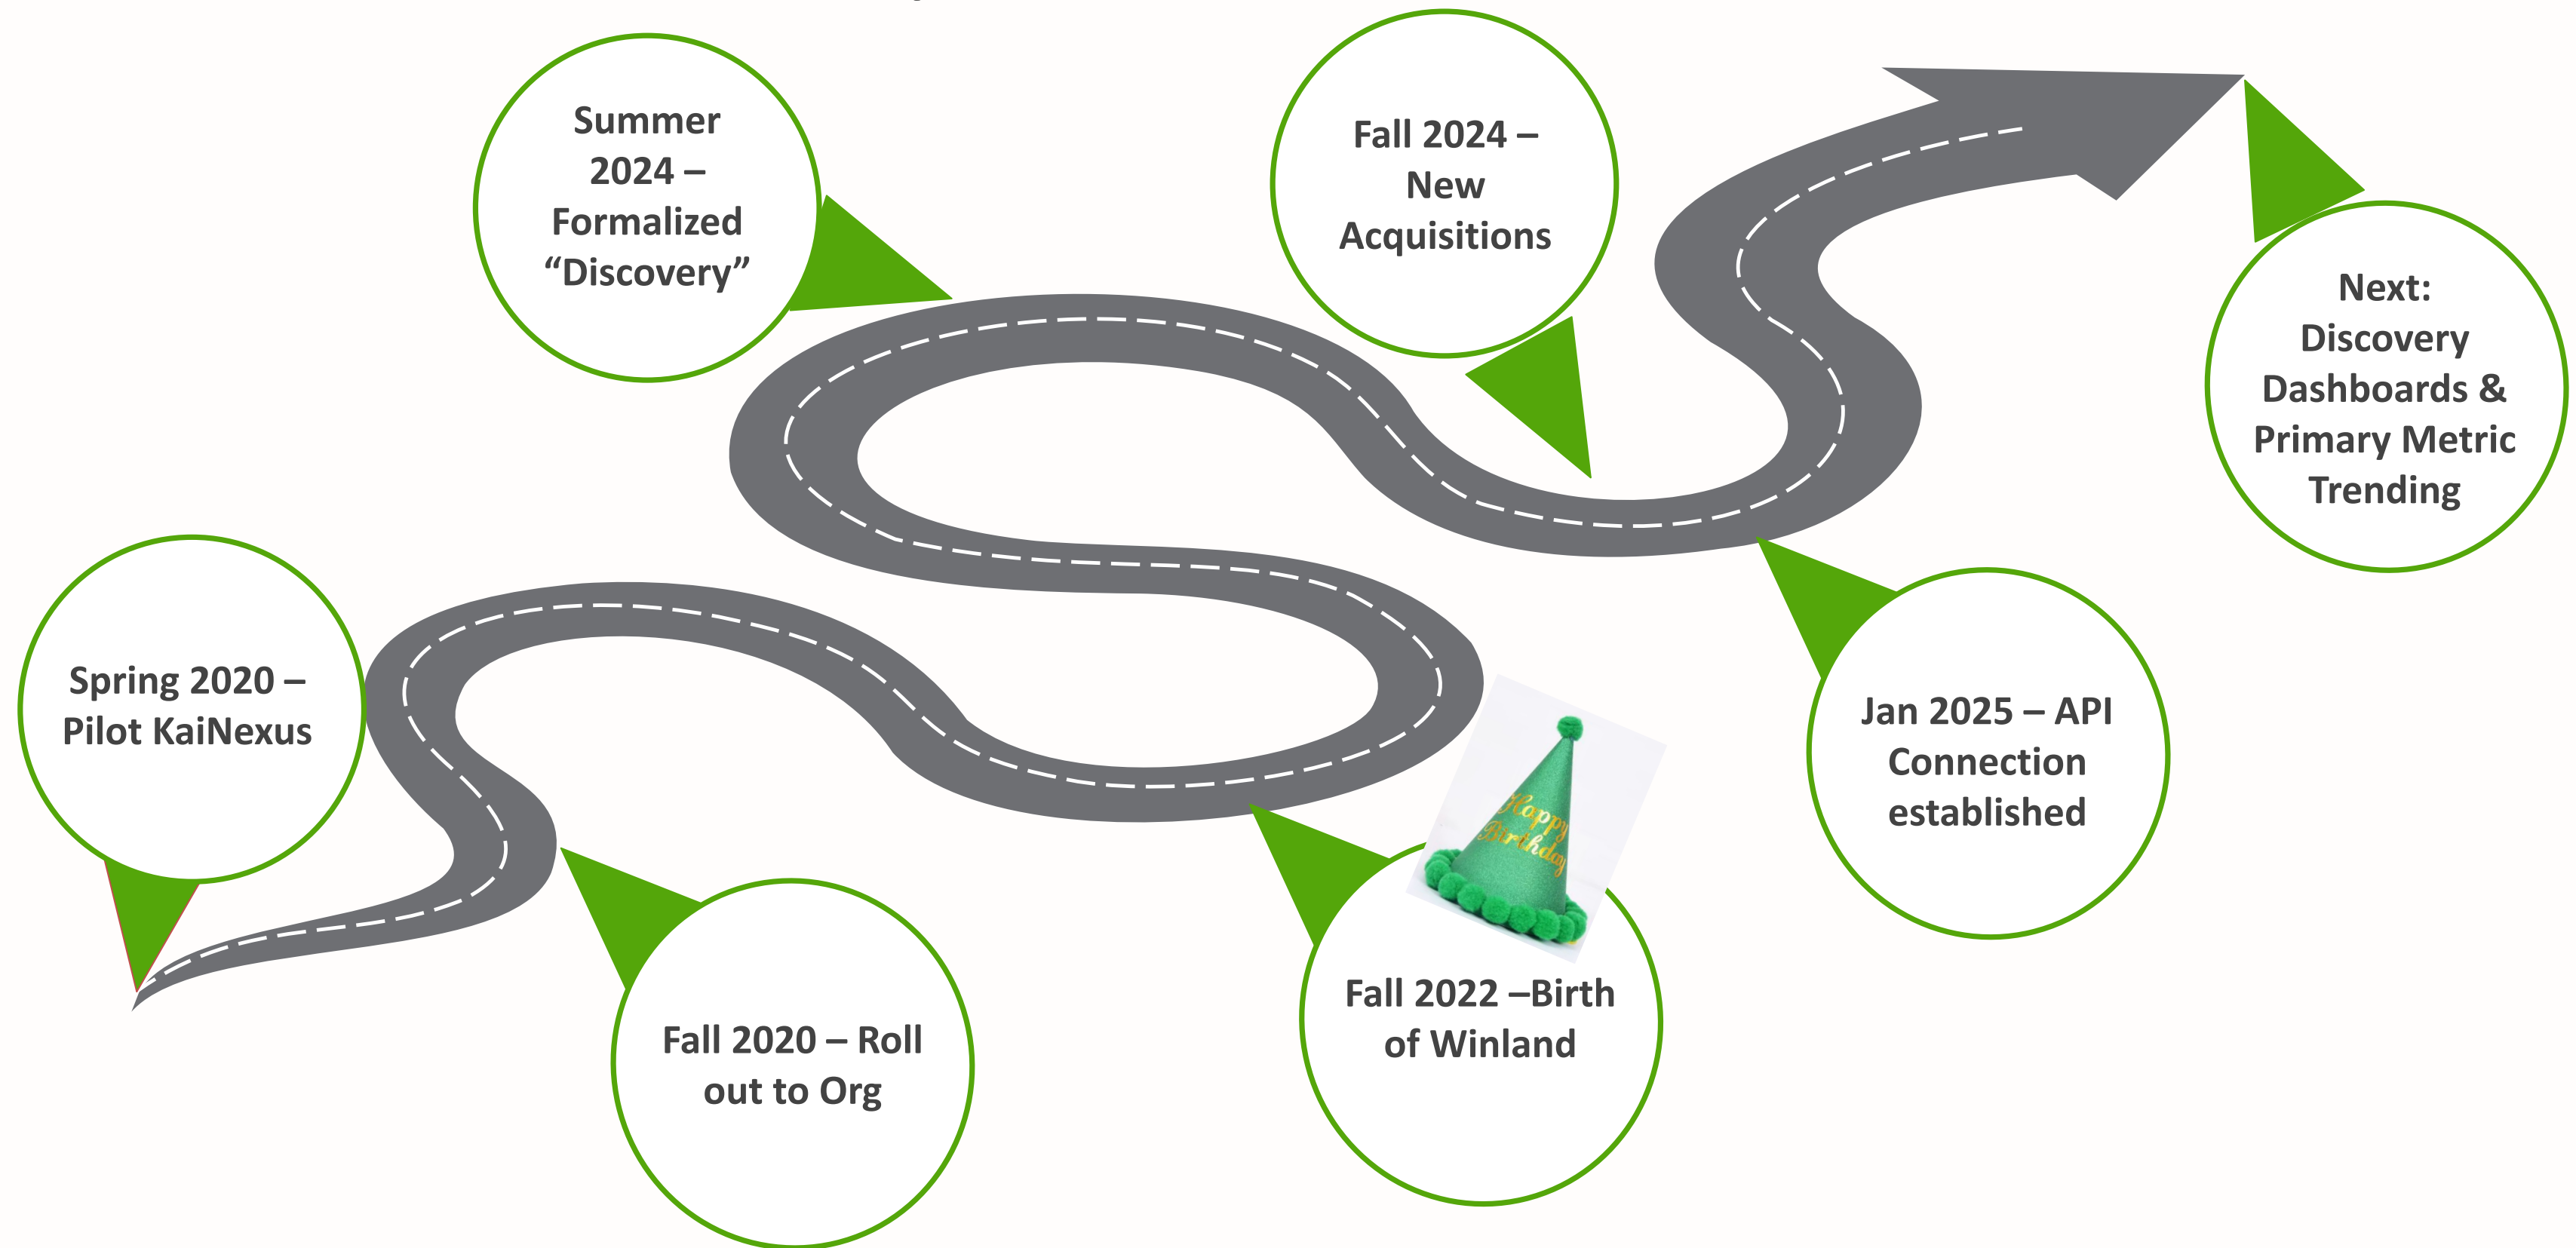 Summer
2024 –
Formalized
“Discovery”
Fall 2024 –
New
Acquisitions
Next:
Discovery
Dashboards &
Primary Metric
Trending
Spring 2020 –
Pilot KaiNexus
Jan 2025 – API
Connection
established
Happy
Birthday
Fall 2022 –Birth
of Winland
Fall 2020 – Roll
out to Org